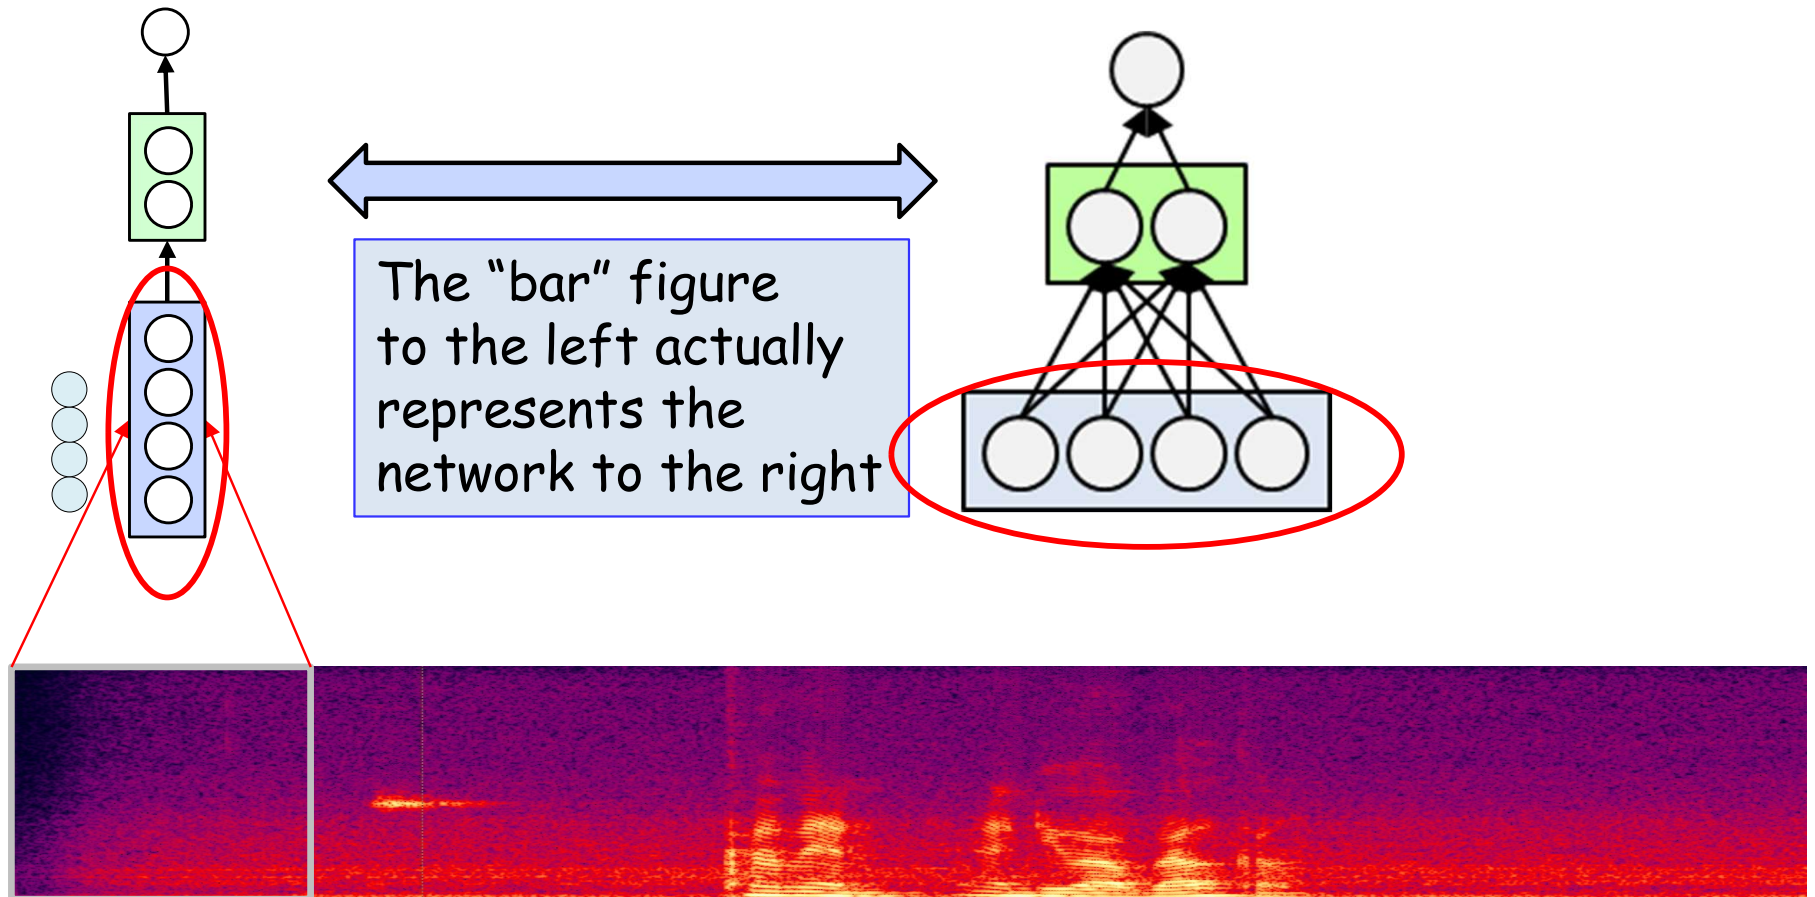 The “bar” figure
to the left actually
represents the
network to the right